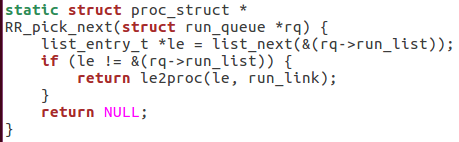 static struct proc_struct *
RR_pick_next(struct run_queue *rq) {
    list_entry_t *le = list_next(&(rq->run_list));
    if (le != &(rq->run_list)) {
        return le2proc(le, run_link);
    }
    return NULL;
}